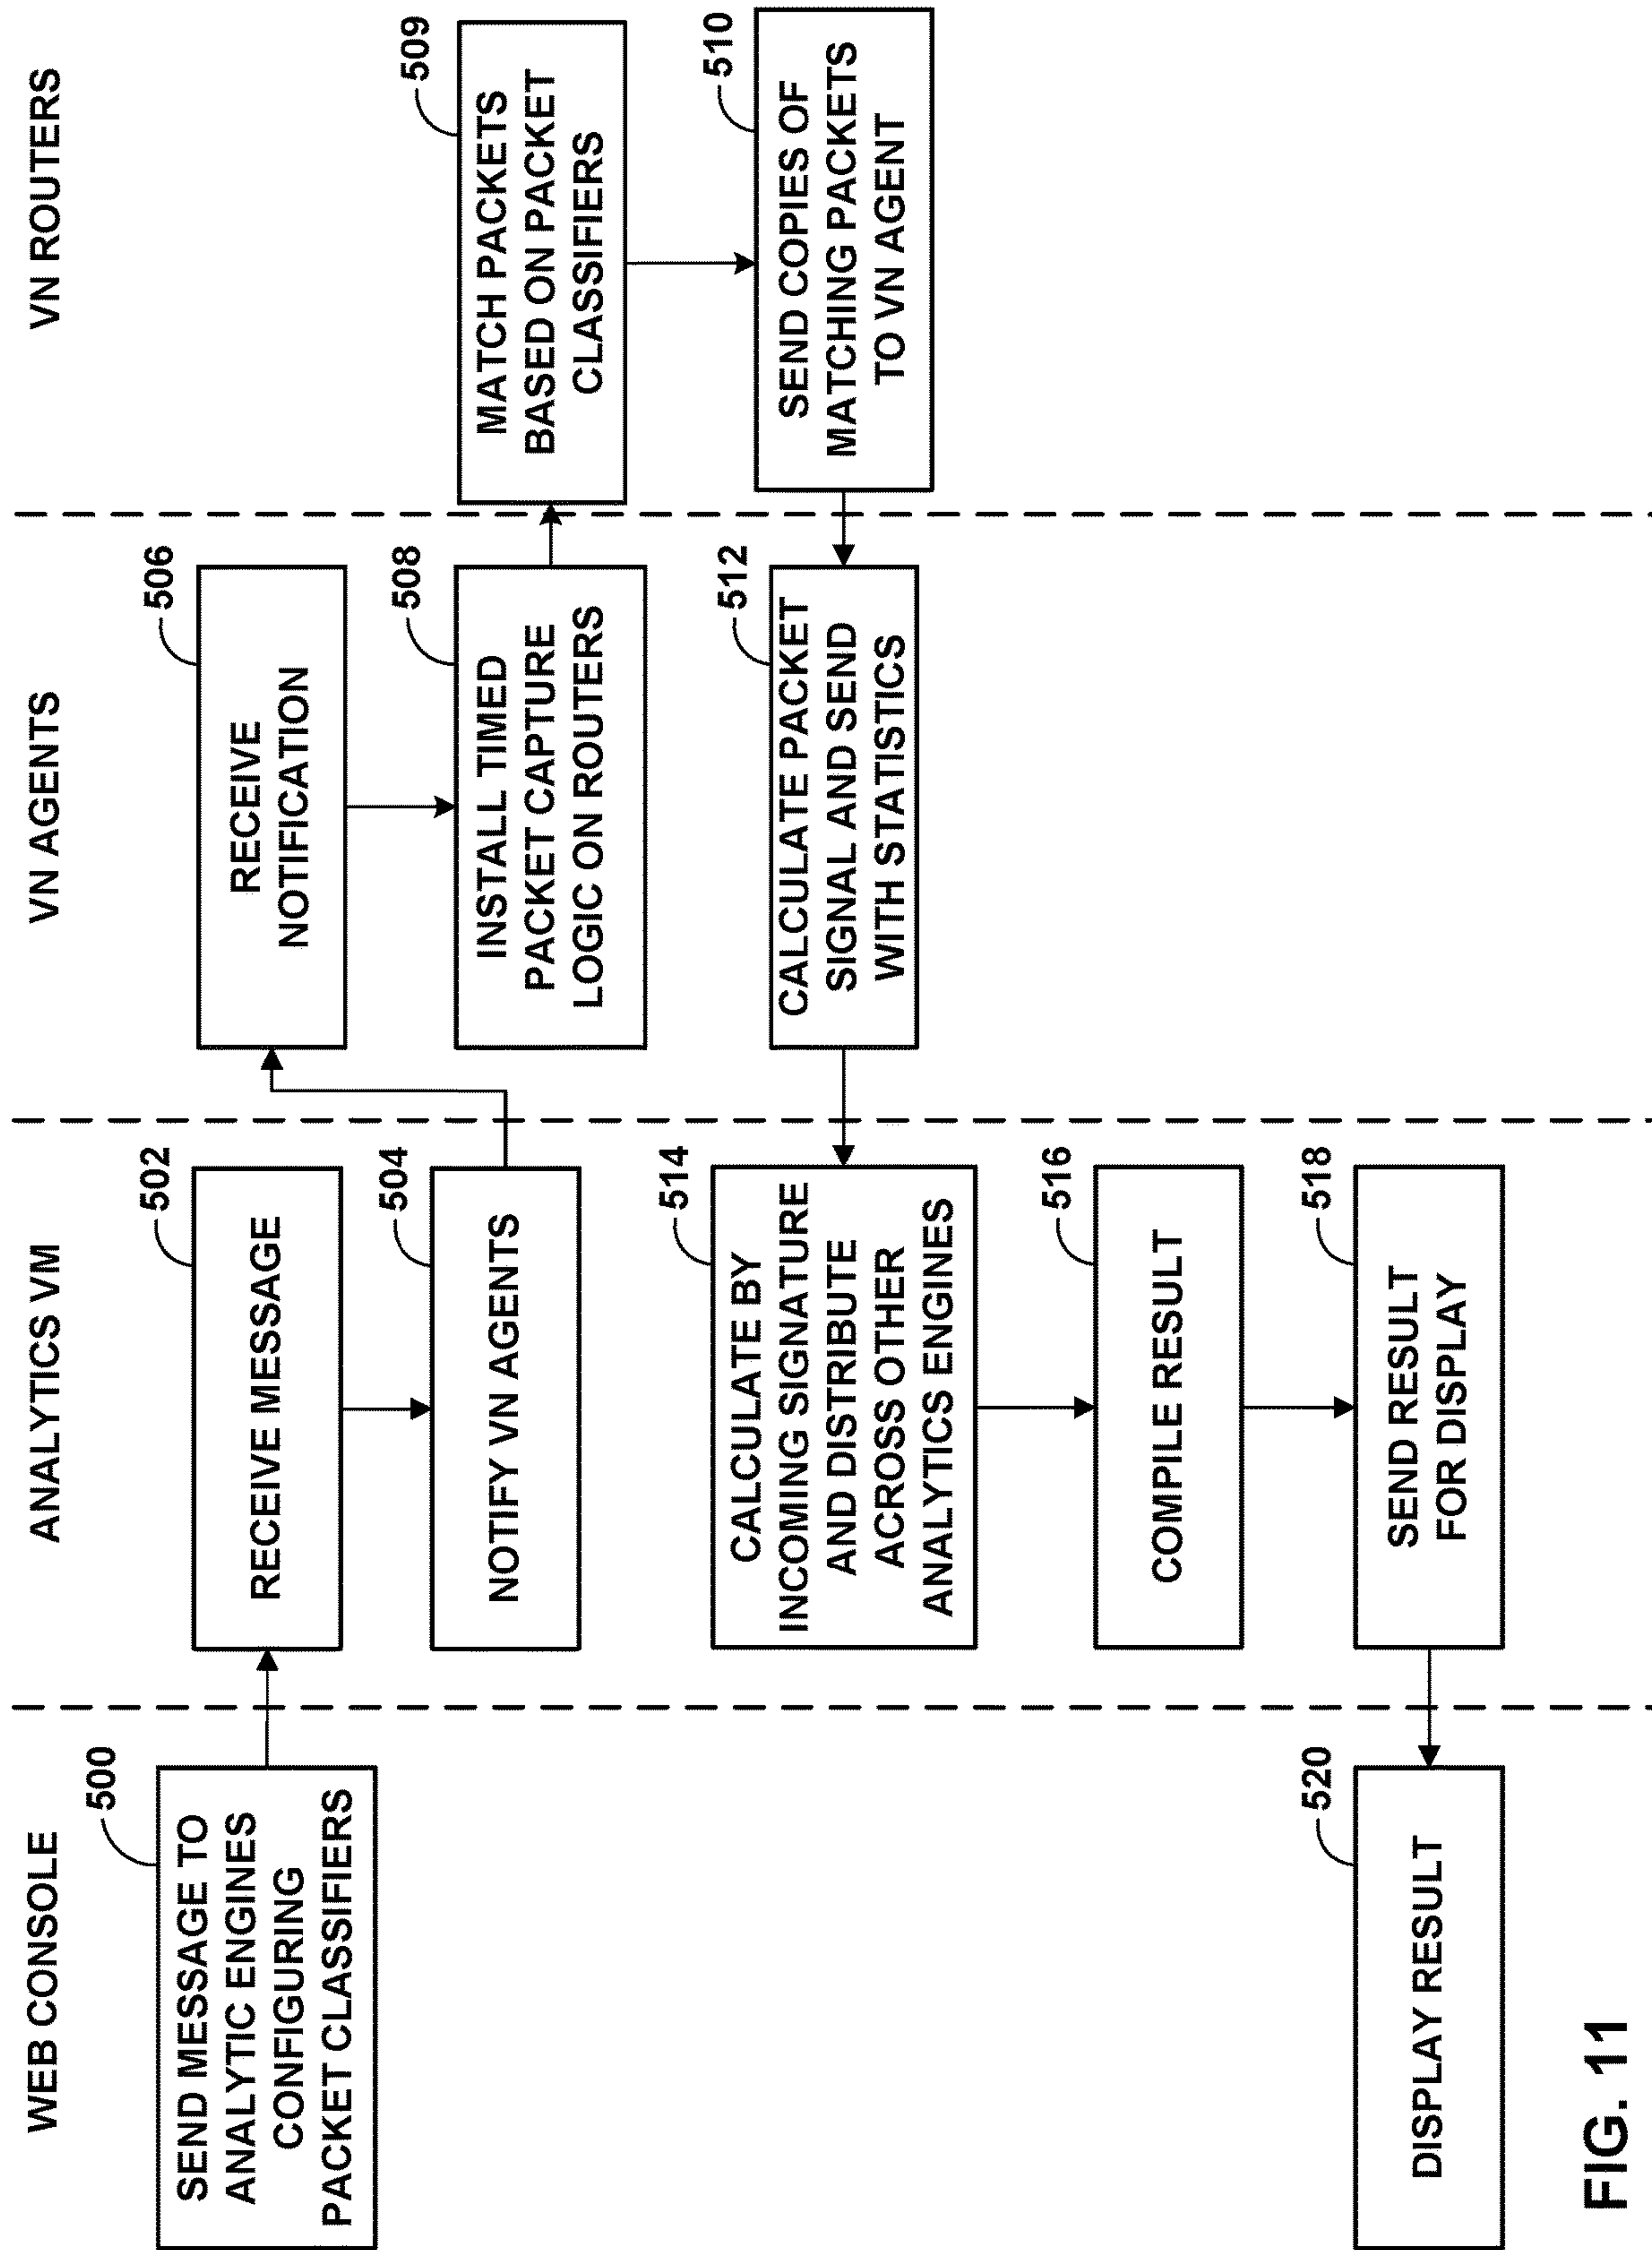 WEB CONSOLE
ANALYTICS VM
VN AGENTS
VN ROUTERS
500
SEND MESSAGE TO
ANALYTIC ENGINES
CONFIGURING
PACKET CLASSIFIERS
502
RECEIVE MESSAGE
504
NOTIFY VN AGENTS
506
RECEIVE
NOTIFICATION
508
INSTALL TIMED
PACKET CAPTURE
LOGIC ON ROUTERS
509
MATCH PACKETS
BASED ON PACKET
CLASSIFIERS
510
SEND COPIES OF
MATCHING PACKETS
TO VN AGENT
512
CALCULATE PACKET
SIGNAL AND SEND
WITH STATISTICS
514
CALCULATE BY
INCOMING SIGNATURE
AND DISTRIBUTE
ACROSS OTHER
ANALYTICS ENGINES
516
COMPILE RESULT
518
SEND RESULT
FOR DISPLAY
520
DISPLAY RESULT
FIG. 11